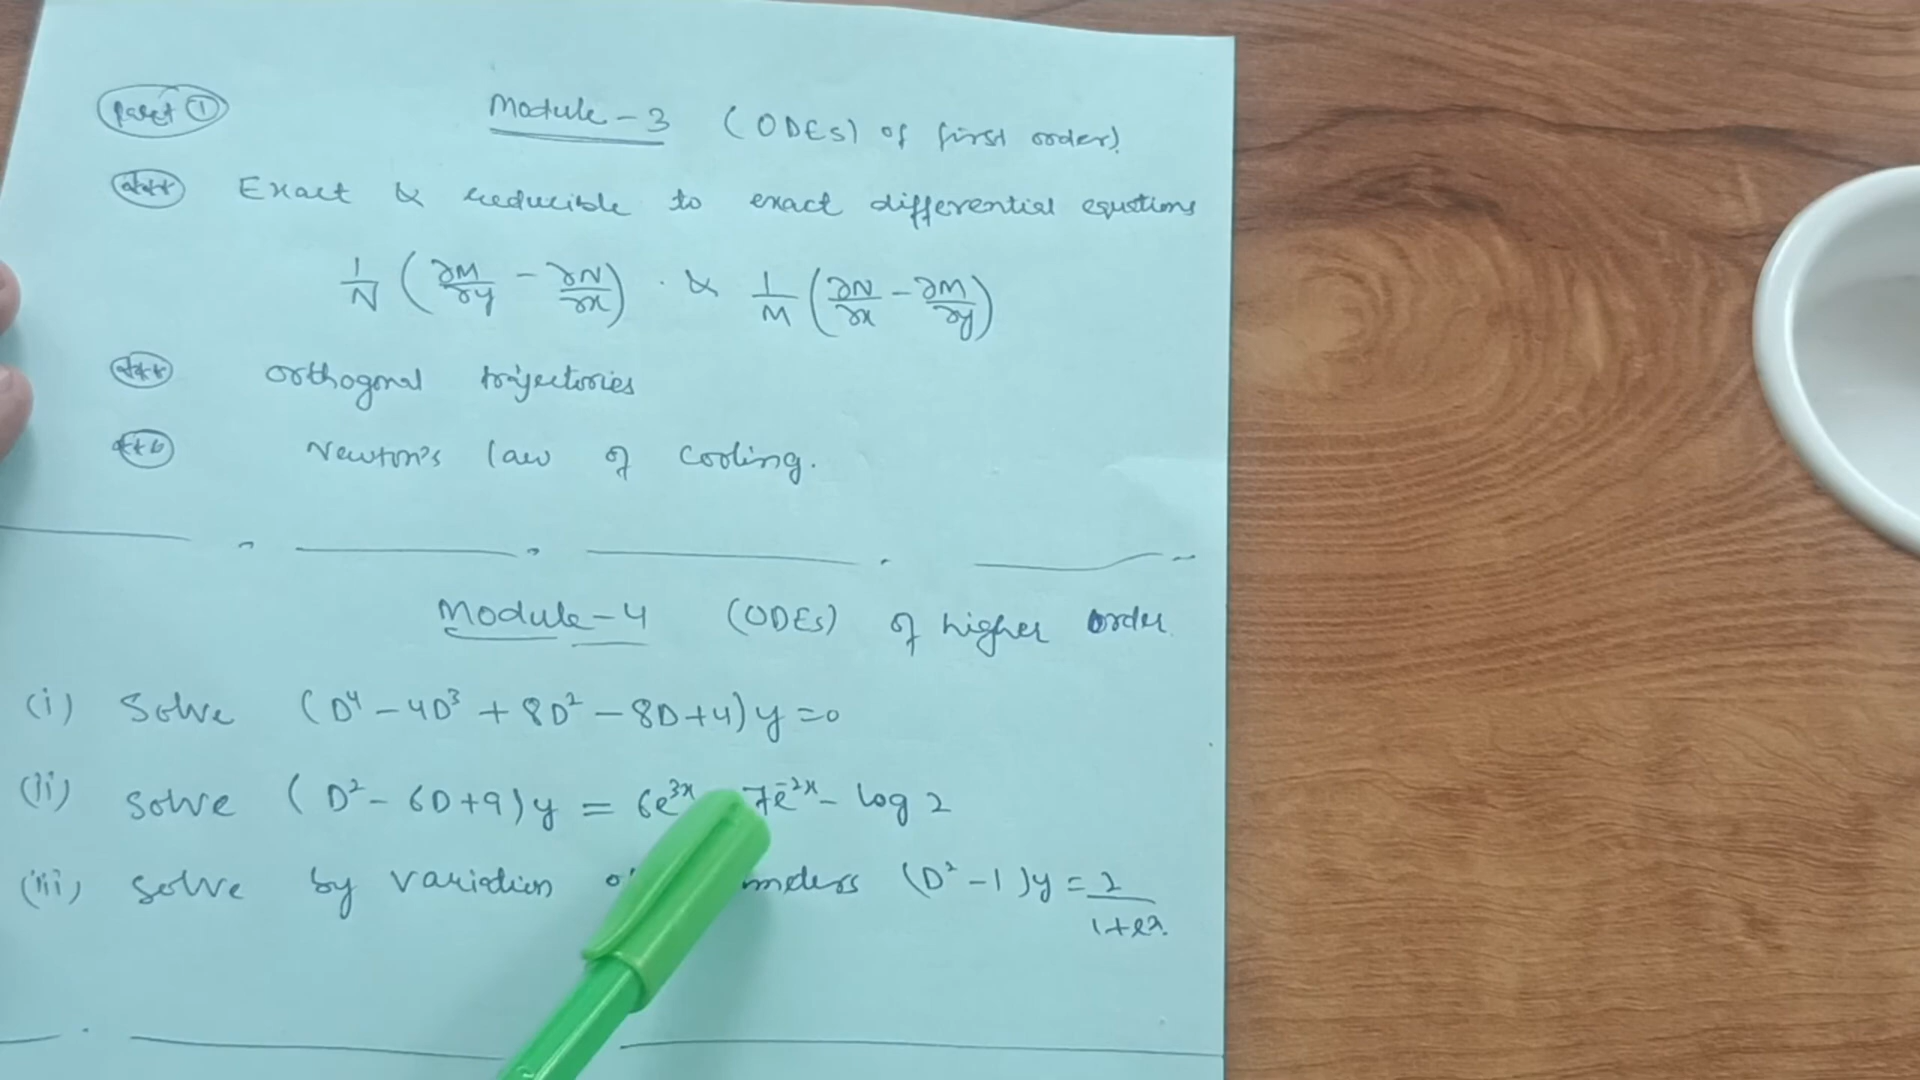 Part ①
Module-3 (ODEs) of first order).
*** Exact & reducible to exact differential equations
1/N (∂M/∂y - ∂N/∂x) . & 1/M (∂N/∂x - ∂M/∂y)
*** Orthogonal trajectories
Newton's law of cooling.
Module-4 (ODEs) of higher order
(i) Solve (D⁴ - 4D³ + 8D² - 8D+4)y=0
(ii) Solve (D² - 6D+9)y = 6e³ˣ 7e⁻²ˣ - log 2
(iii) Solve by variation (D² -1)y = 2/1+eˣ.